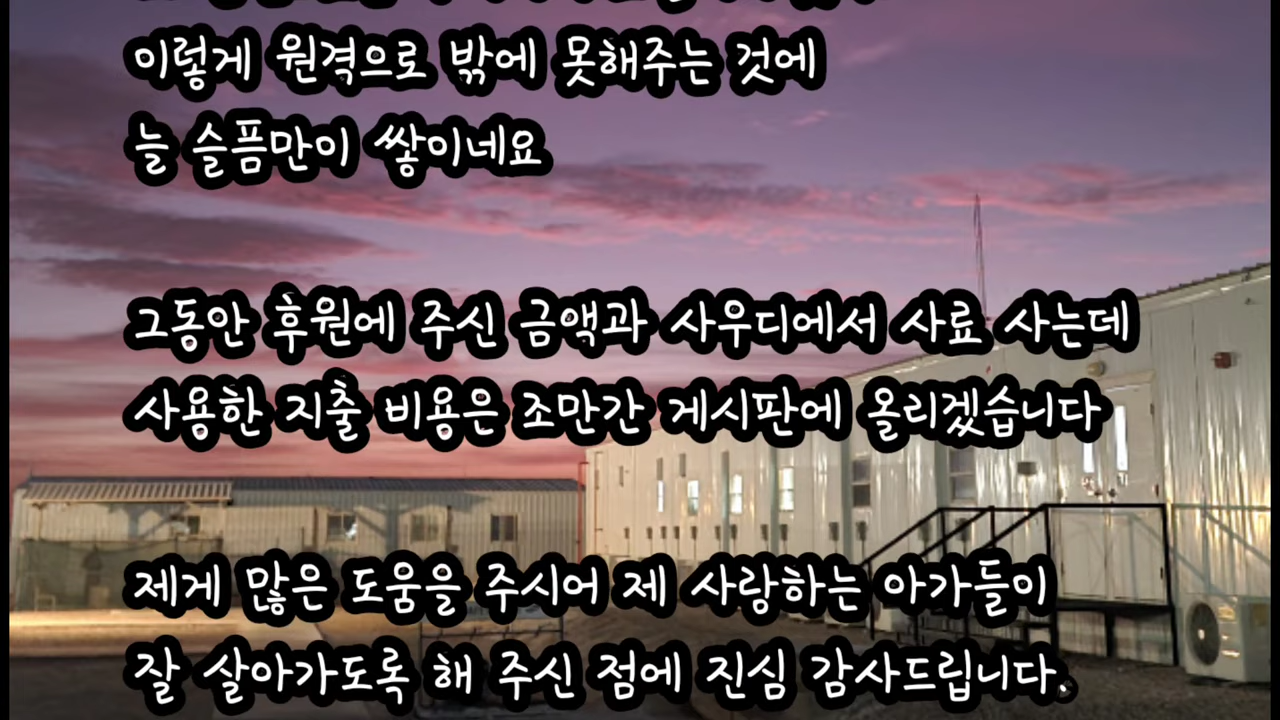 이렇게 원격으로 밖에 못해주는 것에
늘 슬픔만이 쌓이네요
그동안 후원에 주신 금액과 사우디에서 사료 사는데
사용한 지출 비용은 조만간 게시판에 올리겠습니다
제게 많은 도움을 주시어 제 사랑하는 아가들이
잘 살아가도록 해 주신 점에 진심 감사드립니다.